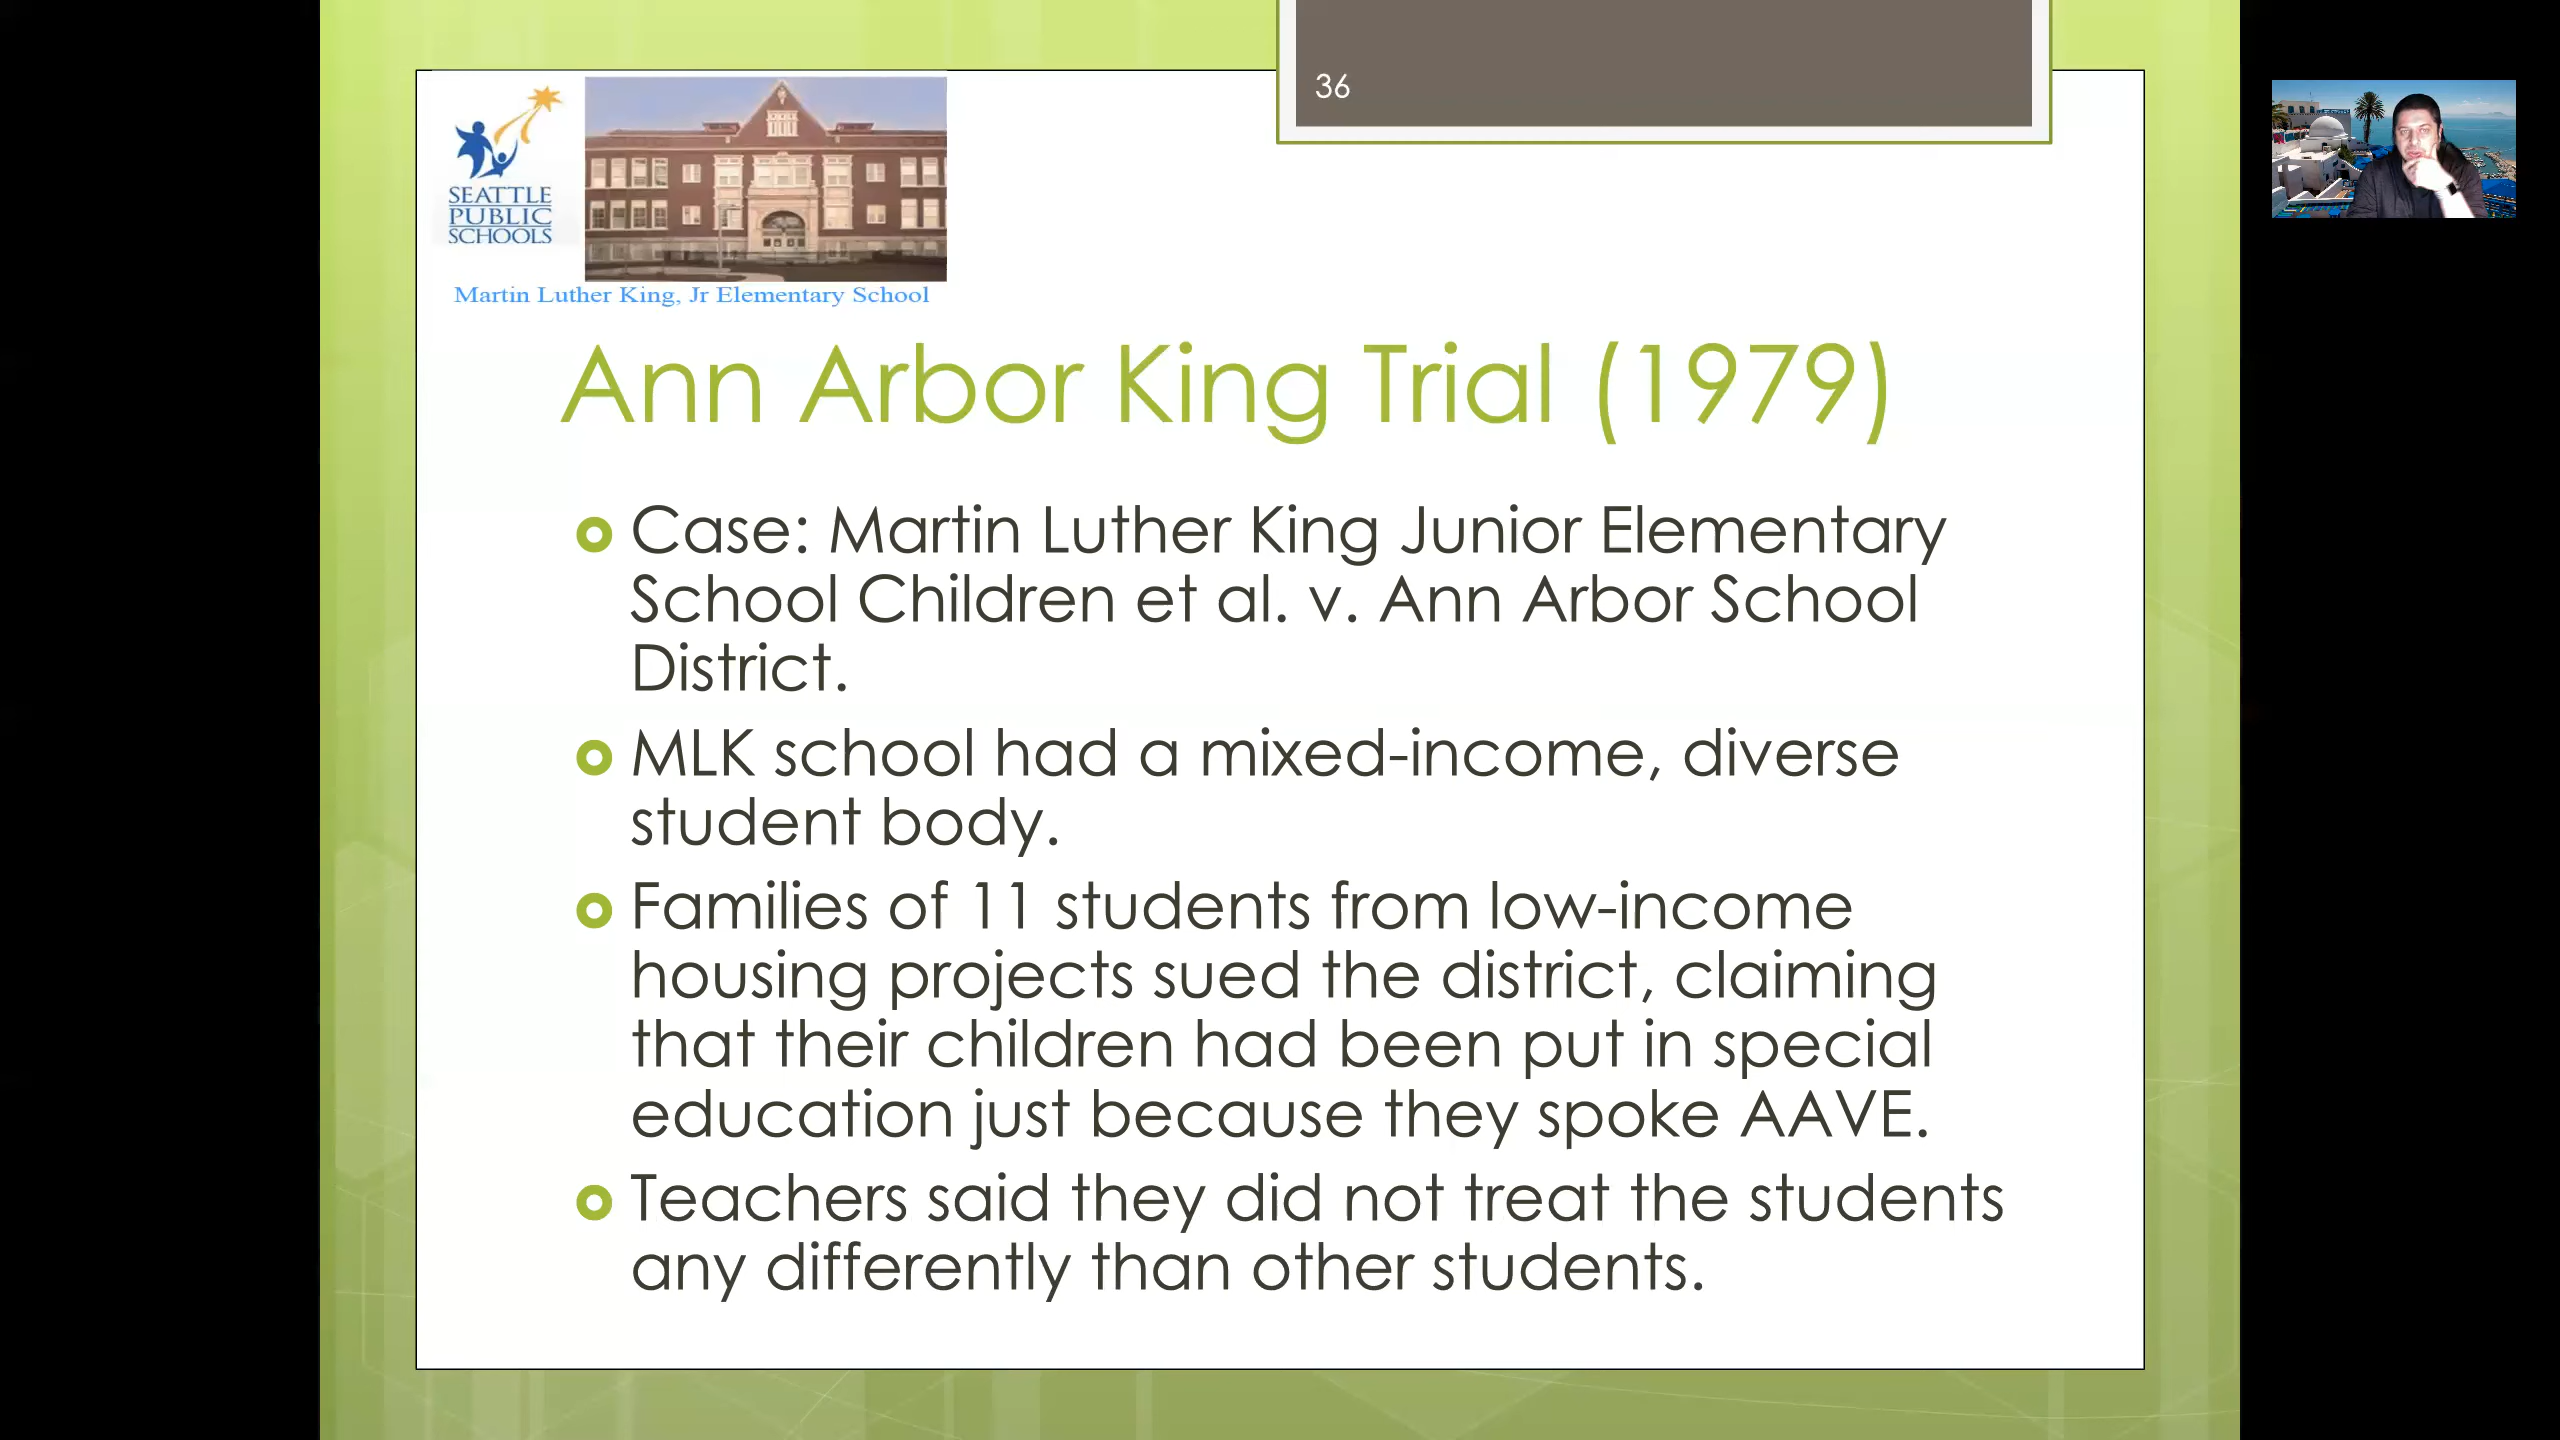 36
SEATTLE
PUBLIC
SCHOOLS
Martin Luther King, Jr Elementary School
Ann Arbor King Trial (1979)
Case: Martin Luther King Junior Elementary
School Children et al. v. Ann Arbor School
District.
MLK school had a mixed-income, diverse
student body.
Families of 11 students from low-income
housing projects sued the district, claiming
that their children had been put in special
education just because they spoke AAVE.
Teachers said they did not treat the students
any differently than other students.